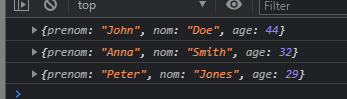 top
Filter
{prenom: "John", nom: "Doe", age: 44}
{prenom: "Anna", nom: "Smith", age: 32}
{prenom: "Peter", nom: "Jones", age: 29}